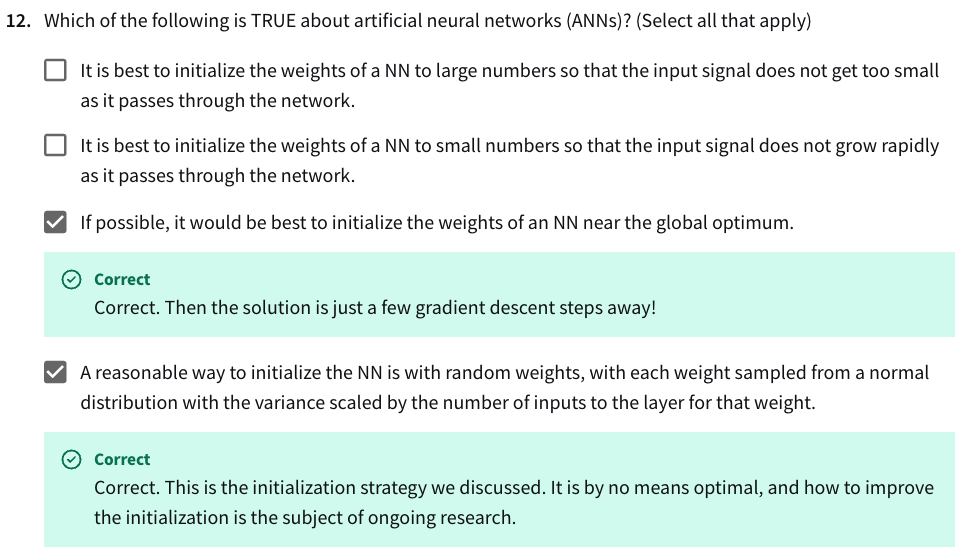 12. Which of the following is TRUE about artificial neural networks (ANNs)? (Select all that apply)
It is best to initialize the weights of a NN to large numbers so that the input signal does not get too small
as it passes through the network.
It is best to initialize the weights of a NN to small numbers so that the input signal does not grow rapidly
as it passes through the network.
If possible, it would be best to initialize the weights of an NN near the global optimum.
Correct
Correct. Then the solution is just a few gradient descent steps away!
A reasonable way to initialize the NN is with random weights, with each weight sampled from a normal
distribution with the variance scaled by the number of inputs to the layer for that weight.
Correct
Correct. This is the initialization strategy we discussed. It is by no means optimal, and how to improve
the initialization is the subject of ongoing research.